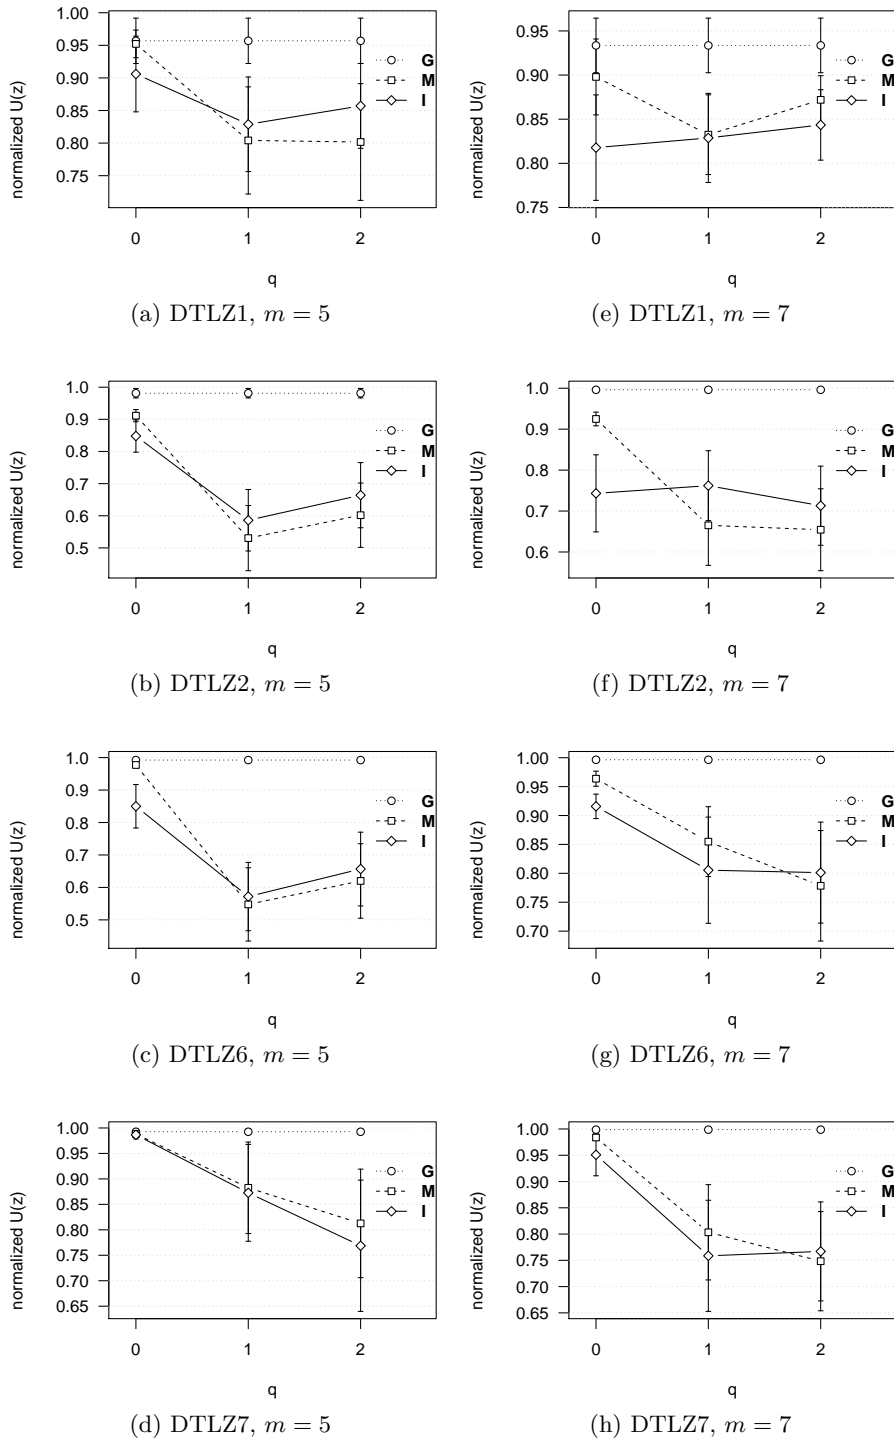 1.00
0.95
0.90
0.85
0.80
0.75
normalized U(z)
G
M
I
0 1 2
q
(a) DTLZ1, m = 5
0.95
0.90
0.85
0.80
0.75
normalized U(z)
G
M
I
0 1 2
q
(e) DTLZ1, m = 7
1.0
0.9
0.8
0.7
0.6
0.5
normalized U(z)
G
M
I
0 1 2
q
(b) DTLZ2, m = 5
1.0
0.9
0.8
0.7
0.6
normalized U(z)
G
M
I
0 1 2
q
(f) DTLZ2, m = 7
1.0
0.9
0.8
0.7
0.6
0.5
normalized U(z)
G
M
I
0 1 2
q
(c) DTLZ6, m = 5
1.00
0.95
0.90
0.85
0.80
0.75
0.70
normalized U(z)
G
M
I
0 1 2
q
(g) DTLZ6, m = 7
1.00
0.95
0.90
0.85
0.80
0.75
0.70
0.65
normalized U(z)
G
M
I
0 1 2
q
(d) DTLZ7, m = 5
1.00
0.95
0.90
0.85
0.80
0.75
0.70
0.65
normalized U(z)
G
M
I
0 1 2
q
(h) DTLZ7, m = 7